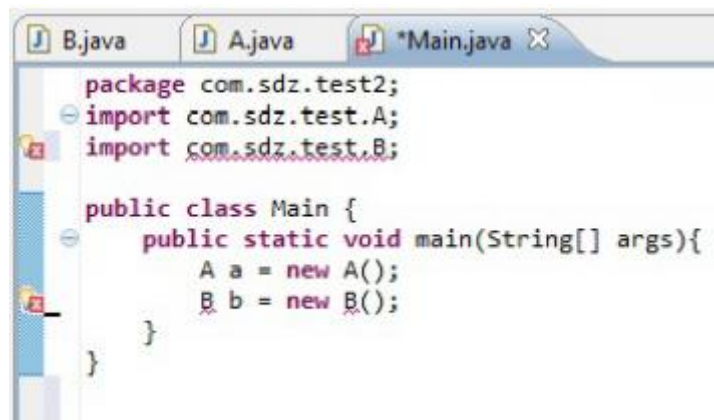 B.java A.java *Main.java
package com.sdz.test2;
import com.sdz.test.A;
import com.sdz.test.B;
public class Main {
public static void main(String[] args){
A a = new A();
B b = new B();
}
}